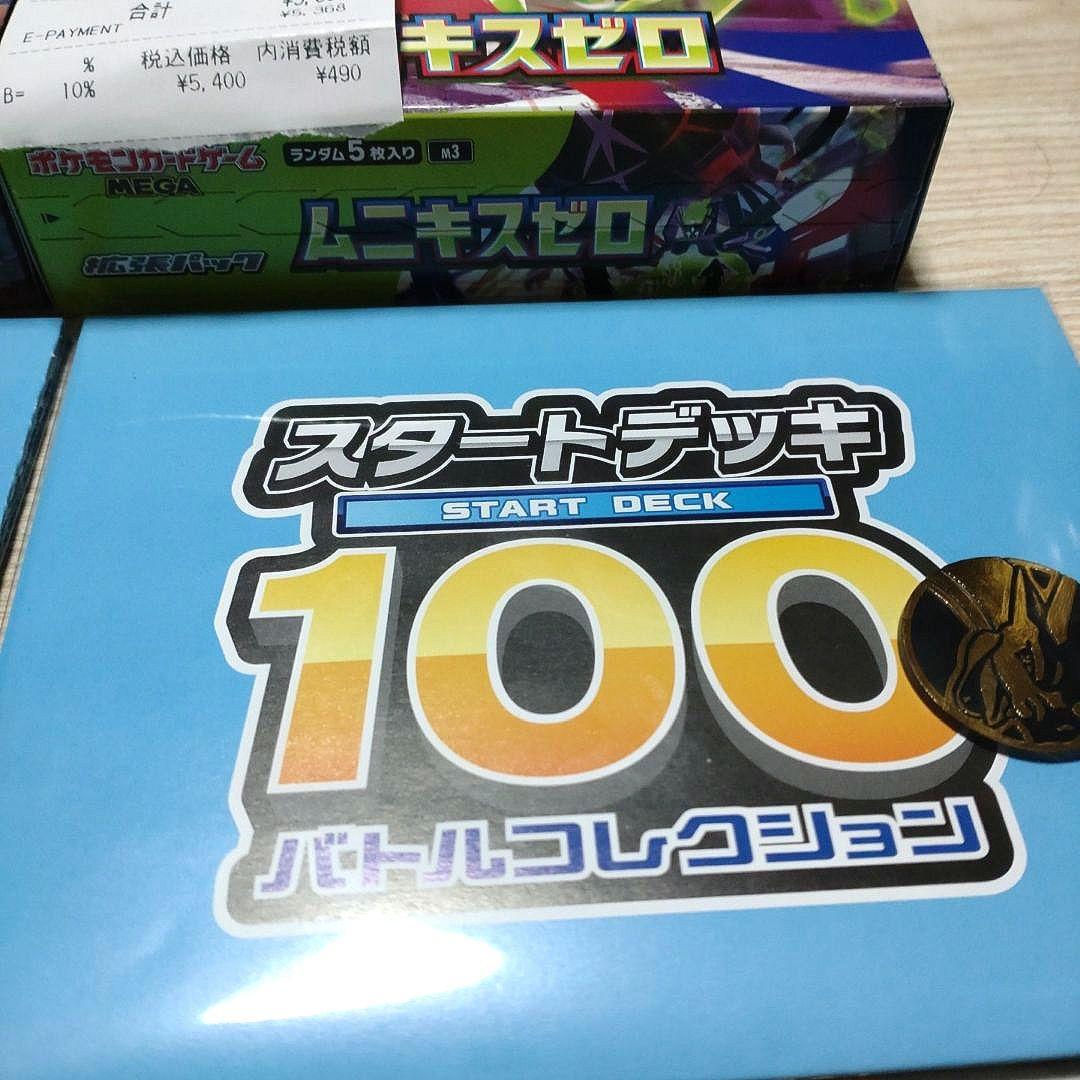 合計
¥5,368
E-PAYMENT
% 税込価格 内消費税額
B= 10% ¥5,400 ¥490
キスゼロ
ポケモンカードゲーム
MEGA
ランダム5枚入り M3
ムニキスゼロ
拡張パック
スタートデッキ
START DECK
100
バトルコレクション